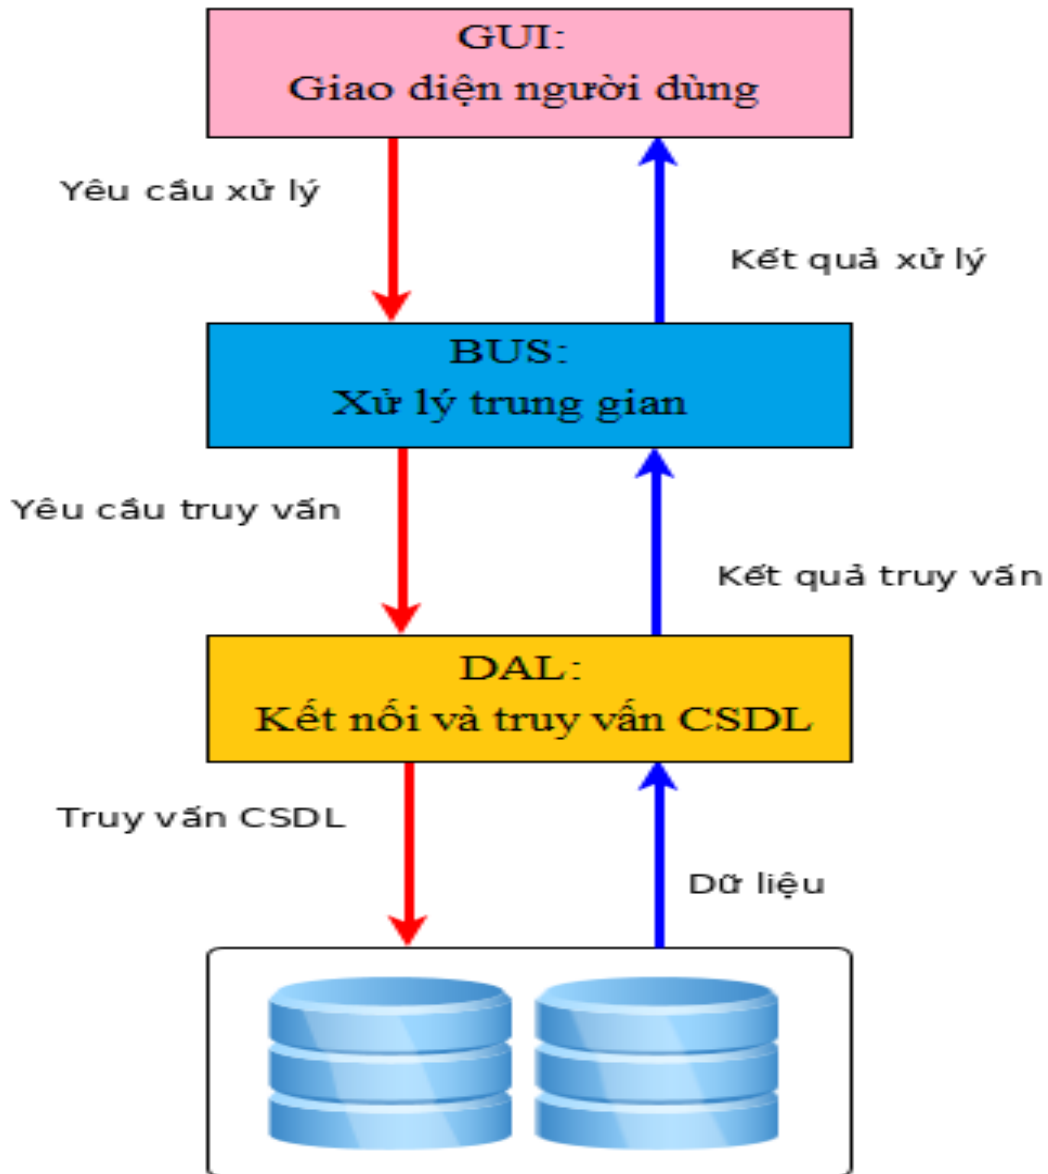 GUI:
Giao diện người dùng
Yêu cầu xử lý
Kết quả xử lý
BUS:
Xử lý trung gian
Yêu cầu truy vấn
Kết quả truy vấn
DAL:
Kết nối và truy vấn CSDL
Truy vấn CSDL
Dữ liệu